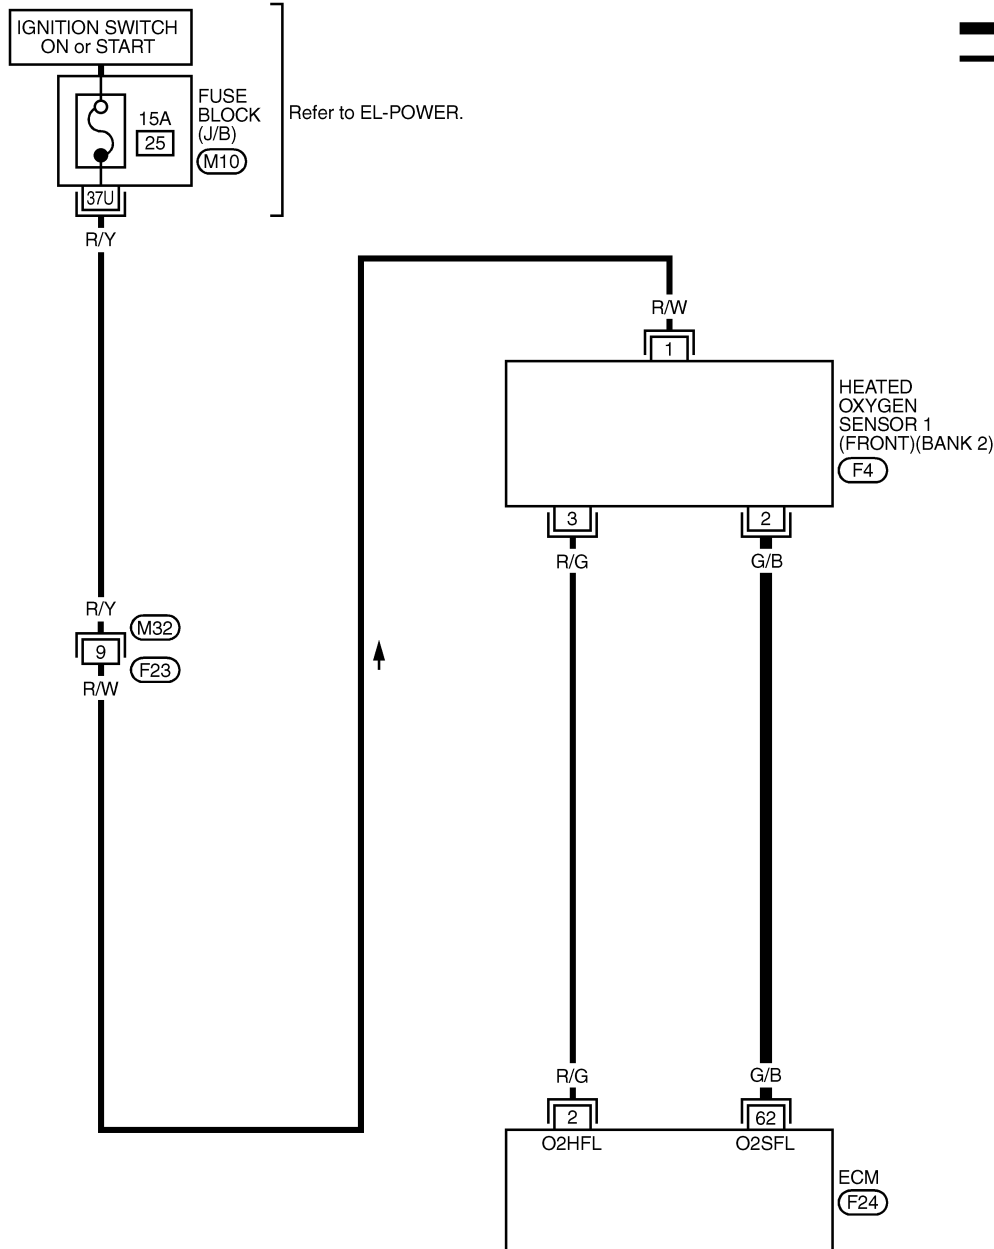 IGNITION SWITCH
ON or START
FUSE
BLOCK
(J/B)
M10
15A
25
Refer to EL-POWER.
37U
R/Y
R/W
1
HEATED
OXYGEN
SENSOR 1
(FRONT)(BANK 2)
F4
3
2
R/G
G/B
R/Y
M32
9
F23
R/W
R/G
G/B
2
62
O2HFL
O2SFL
ECM
F24